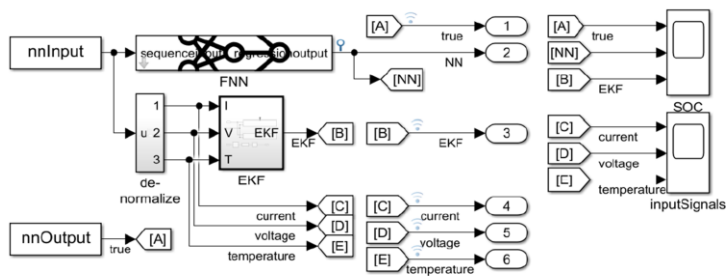 nnInput
sequenceinput regressionoutput
FNN
[NN]
u
1
2
3
de-
normalize
I
V
T
EKF
EKF
EKF
[B]
current
[C]
voltage
[D]
temperature
[E]
nnOutput
true
[A]
[A]
true
1
NN
2
[B]
EKF
3
[C]
current
4
[D]
voltage
5
[E]
temperature
6
[A]
true
[NN]
[B]
EKF
SOC
[C]
current
[D]
voltage
temperature
inputSignals